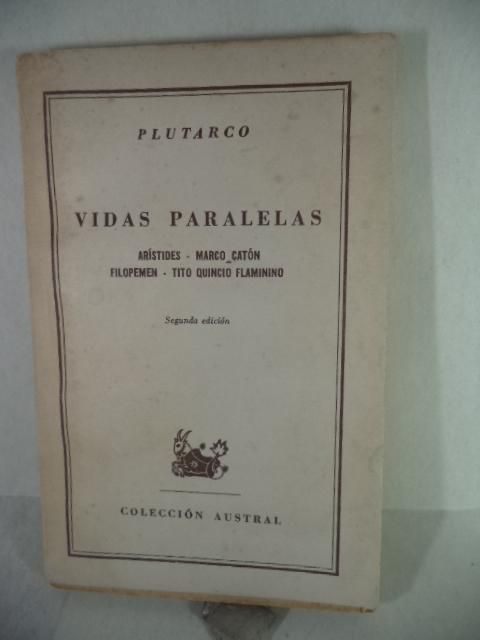 PLUTARCO
VIDAS PARALELAS
ARÍSTIDES - MARCO CATÓN
FILOPEMEN - TITO QUINCIO FLAMININO
Segunda edición
COLECCIÓN AUSTRAL